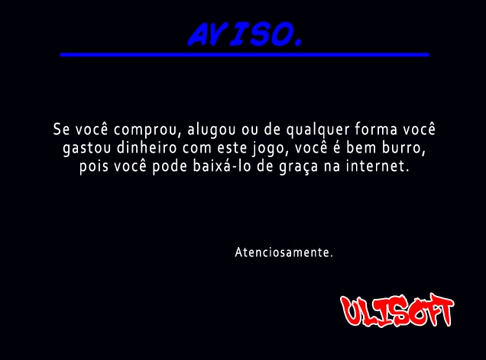 AVISO.
Se você comprou, alugou ou de qualquer forma você
gastou dinheiro com este jogo, você é bem burro,
pois você pode baixá-lo de graça na internet.
Atenciosamente.
ULISOFT